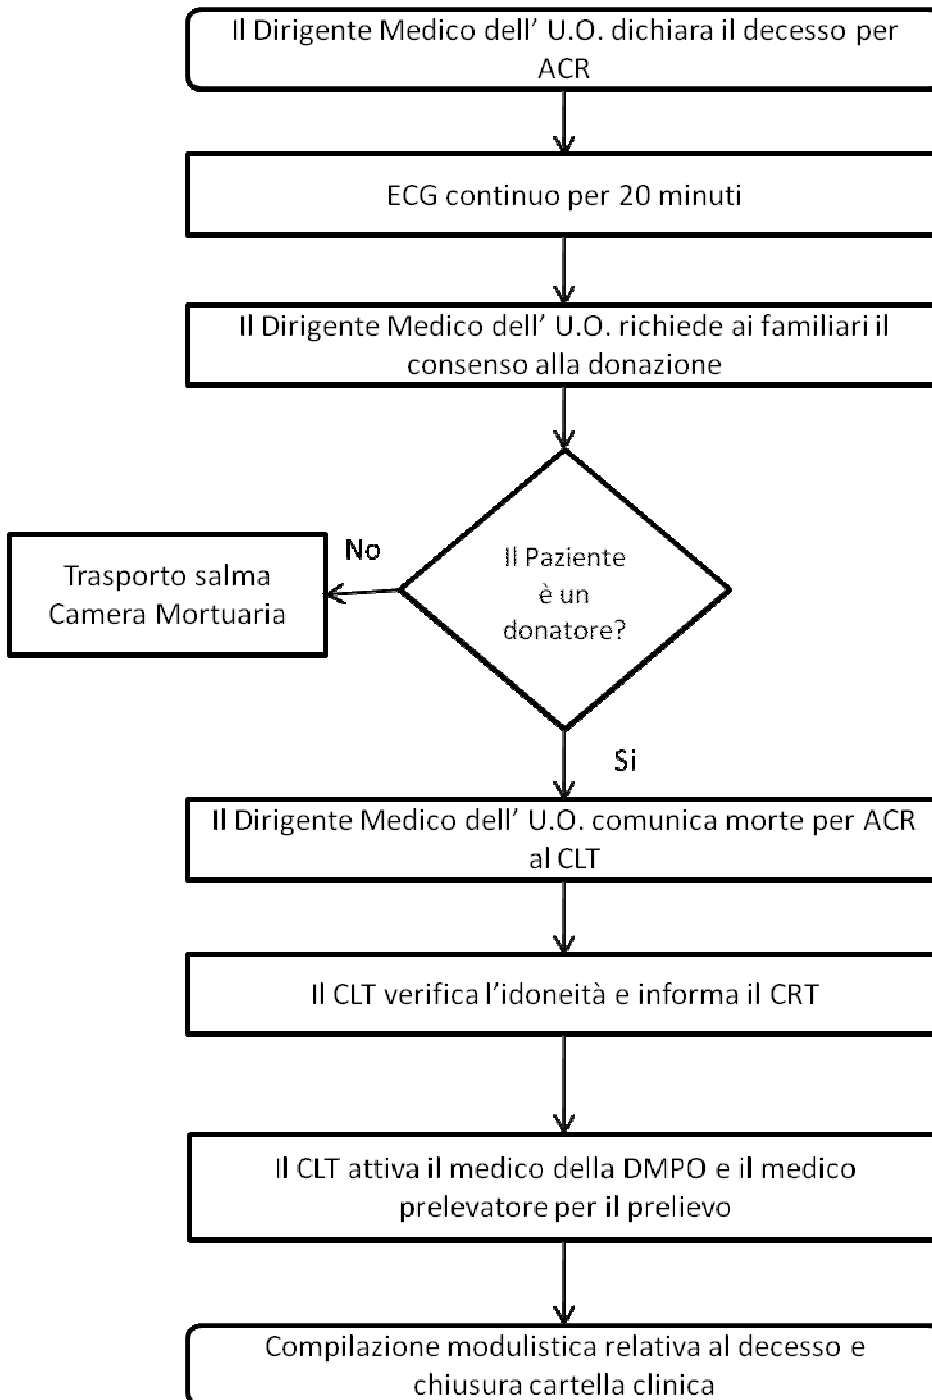 Il Dirigente Medico dell' U.O. dichiara il decesso per
ACR
ECG continuo per 20 minuti
Il Dirigente Medico dell' U.O. richiede ai familiari il
consenso alla donazione
Il Paziente
è un
donatore?
No
Trasporto salma
Camera Mortuaria
Si
Il Dirigente Medico dell' U.O. comunica morte per ACR
al CLT
Il CLT verifica l'idoneità e informa il CRT
Il CLT attiva il medico della DMPO e il medico
prelevatore per il prelievo
Compilazione modulistica relativa al decesso e
chiusura cartella clinica